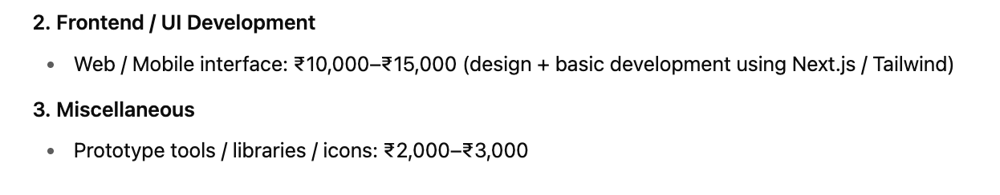 2. Frontend / UI Development
• Web / Mobile interface: ₹10,000–₹15,000 (design + basic development using Next.js / Tailwind)
3. Miscellaneous
• Prototype tools / libraries / icons: ₹2,000–₹3,000